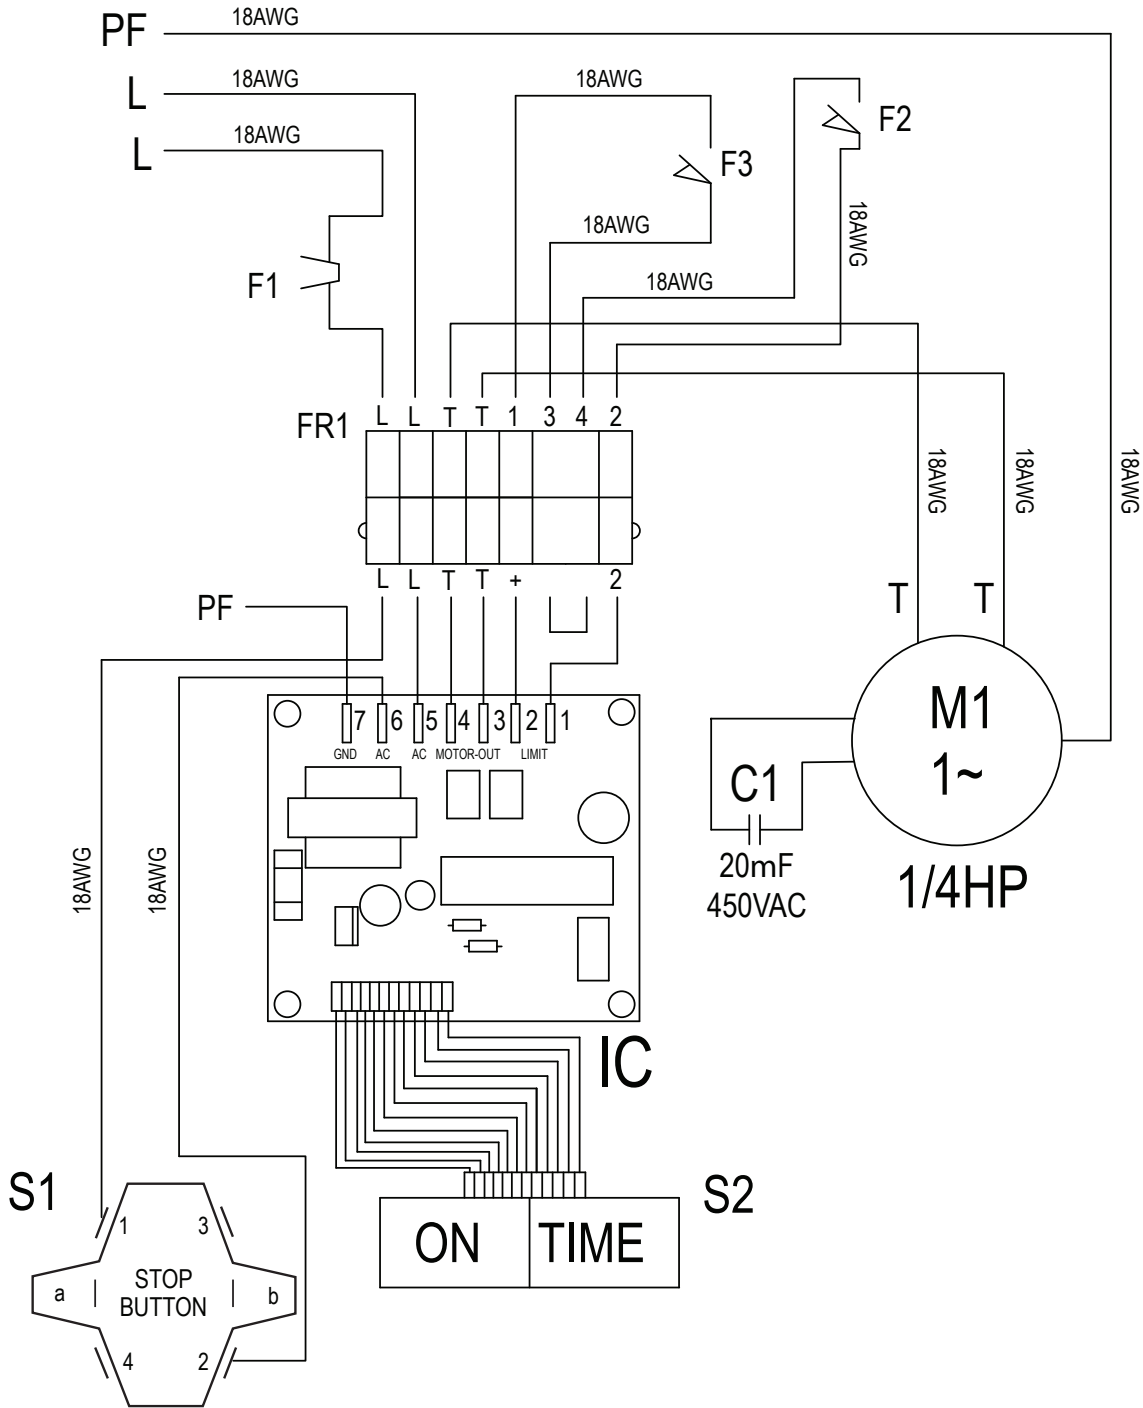 PF
18AWG
L
18AWG
18AWG
L
18AWG
F3
F2
18AWG
18AWG
F1
18AWG
FR1
L L T T 1 3 4 2
18AWG
18AWG
18AWG
L L T T + 2
PF
T T
7 6 5 4 3 2 1
GND AC AC MOTOR-OUT LIMIT
M1
1~
C1
20mF
450VAC
1/4HP
18AWG
18AWG
IC
S1
S2
ON TIME
1 3
a
STOP
BUTTON
b
4 2